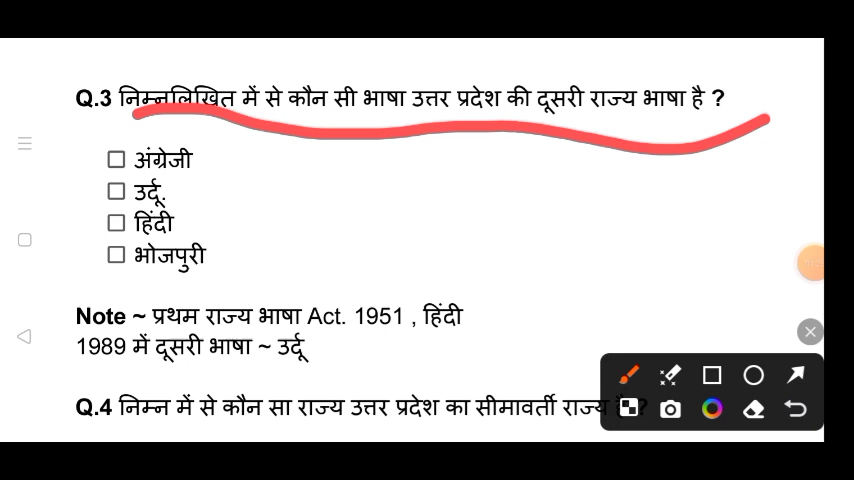 Q.3 निम्नलिखित में से कौन सी भाषा उत्तर प्रदेश की दूसरी राज्य भाषा है ?
अंग्रेजी
उर्दू.
हिंदी
भोजपुरी
Note ~ प्रथम राज्य भाषा Act. 1951 , हिंदी
1989 में दूसरी भाषा ~ उर्दू
Q.4 निम्न में से कौन सा राज्य उत्तर प्रदेश का सीमावर्ती राज्य है ?